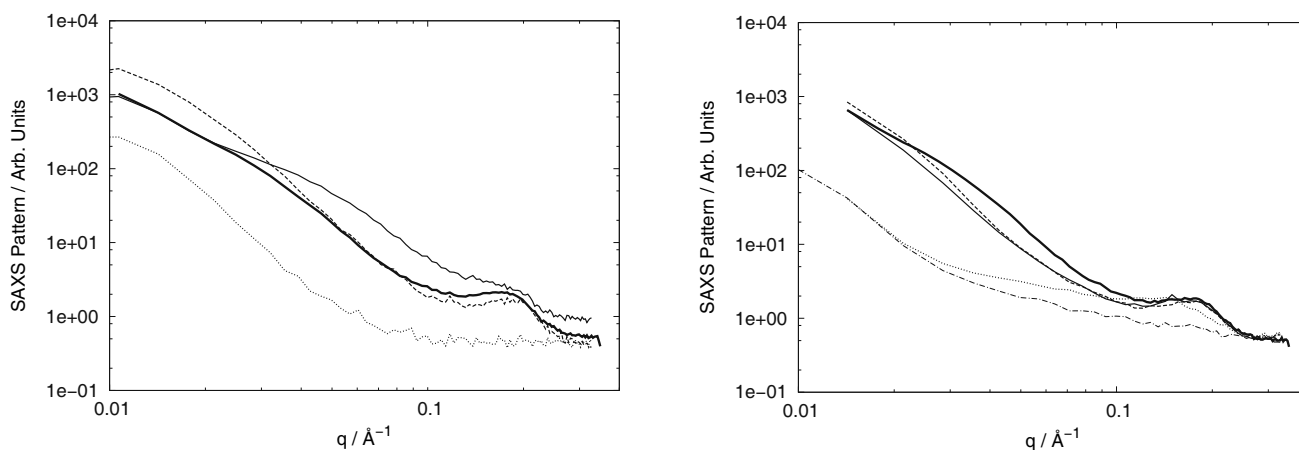 1e+04
1e+03
1e+02
1e+01
1e+00
1e−01
0.01
0.1
SAXS Pattern / Arb. Units
q / Å−1
1e+04
1e+03
1e+02
1e+01
1e+00
1e−01
0.01
0.1
SAXS Pattern / Arb. Units
q / Å−1